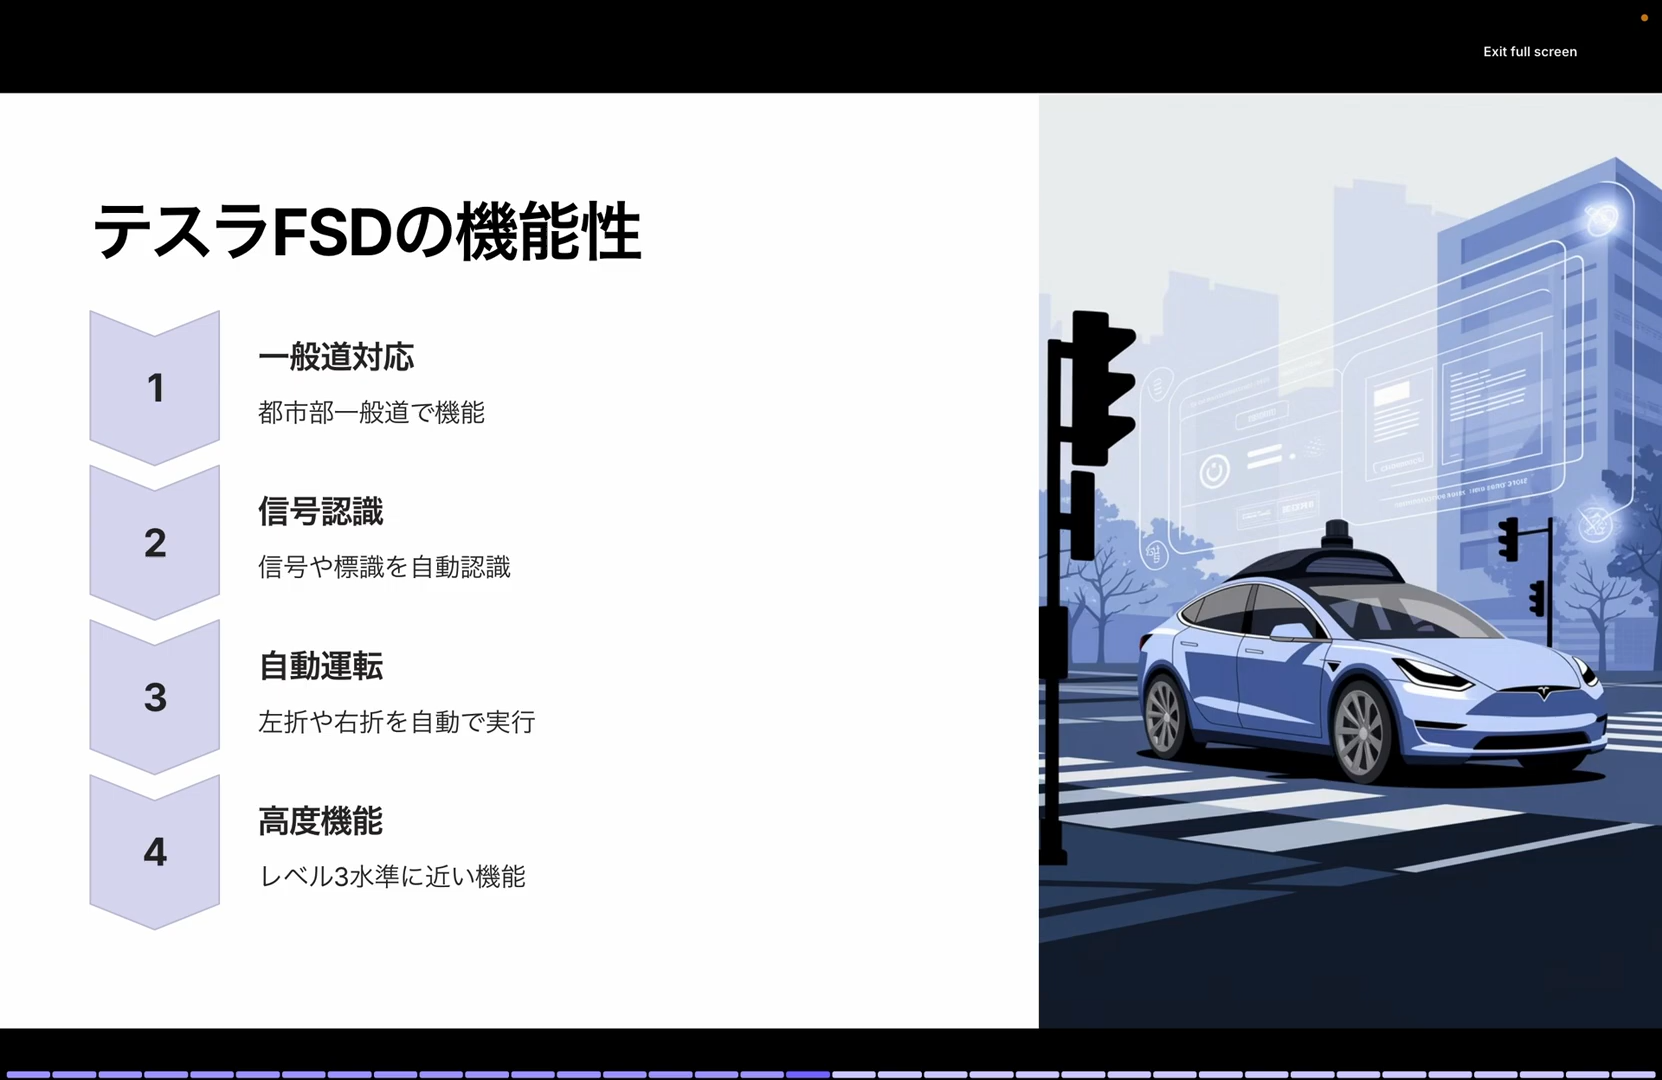 Exit full screen
テスラFSDの機能性
1
一般道対応
都市部一般道で機能
2
信号認識
信号や標識を自動認識
3
自動運転
左折や右折を自動で実行
4
高度機能
レベル3水準に近い機能